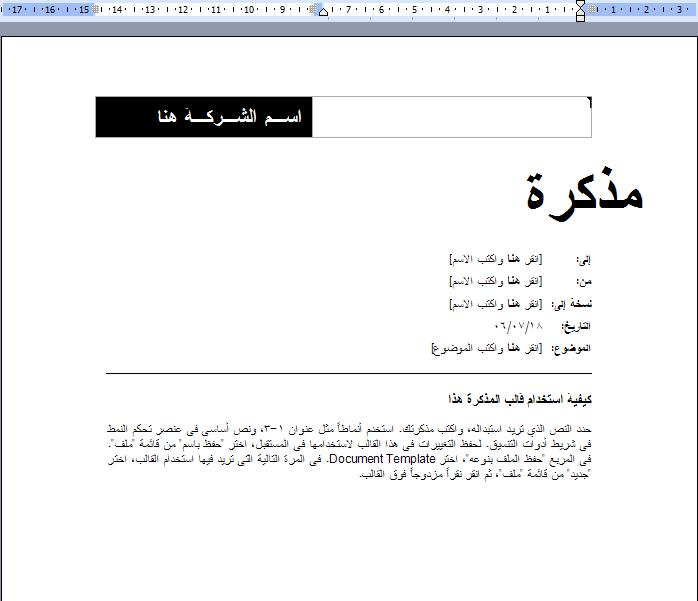 17 16 15 14 13 12 11 10 9 7 6 5 4 3 2 1 1 2 3
اســم الشـــركـــة هنا
مذكرة
إلى: [انقر هنا واكتب الاسم]
من: [انقر هنا واكتب الاسم]
نسخة إلى: [انقر هنا واكتب الاسم]
التاريخ: ٠٦/٠٧/١٨
الموضوع: [انقر هنا واكتب الموضوع]
كيفية استخدام قالب المذكرة هذا
حدد النص الذي تريد استبداله، واكتب مذكرتك. استخدم أنماطاً مثل عنوان ١-٣، ونص أساسي في عنصر تحكم النمط
في شريط أدوات التنسيق. لحفظ التغييرات في هذا القالب لاستخدامها في المستقبل، اختر "حفظ باسم" من قائمة "ملف".
في المربع "حفظ الملف بنوعه"، اختر Document Template. في المرة التالية التي تريد فيها استخدام القالب، اختر
"جديد" من قائمة "ملف"، ثم انقر نقراً مزدوجاً فوق القالب.